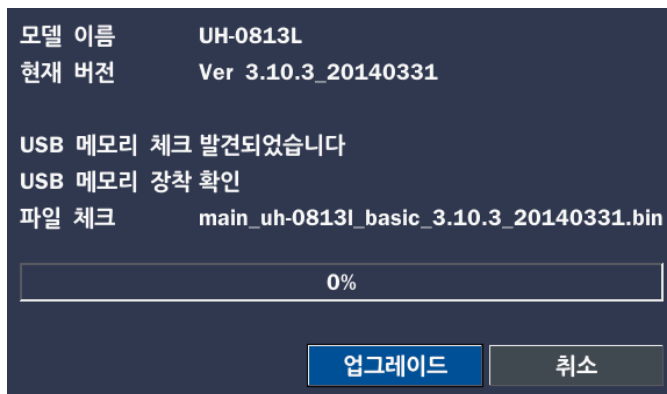 모델 이름 UH-0813L
현재 버전 Ver 3.10.3_20140331
USB 메모리 체크 발견되었습니다
USB 메모리 장착 확인
파일 체크 main_uh-0813l_basic_3.10.3_20140331.bin
0%
업그레이드 취소